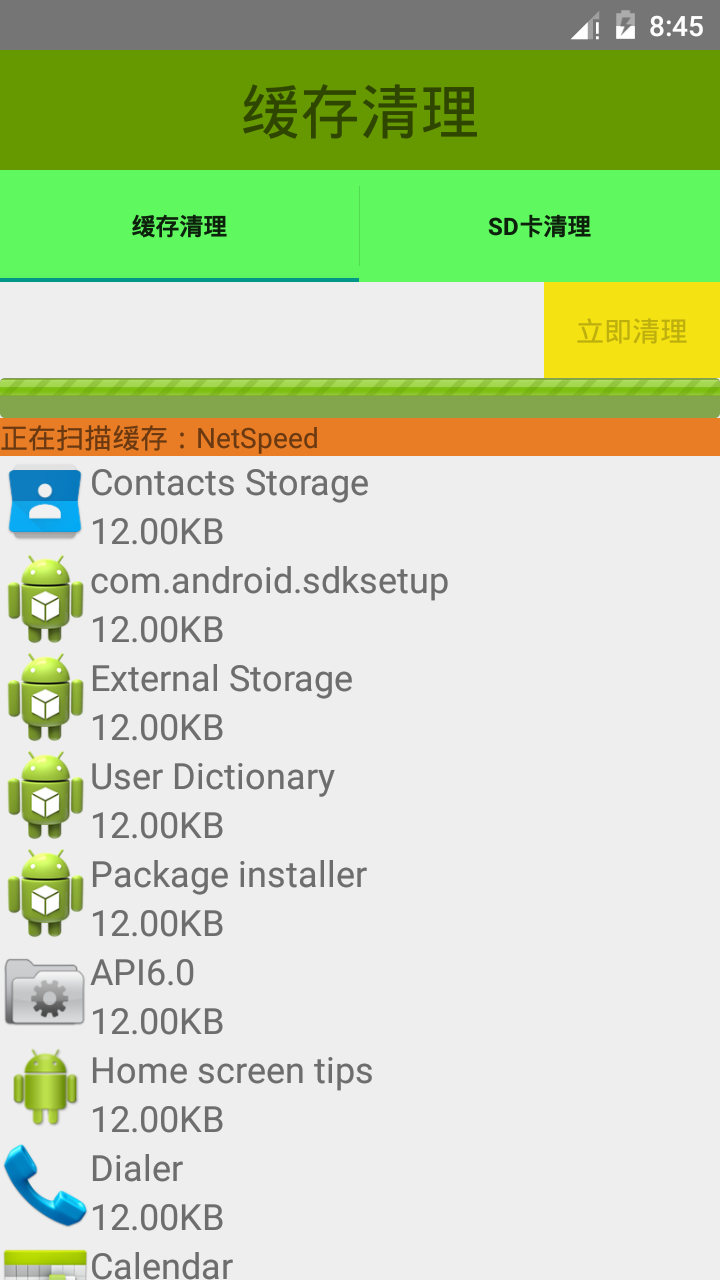 8:45
缓存清理
缓存清理
SD卡清理
立即清理
正在扫描缓存：NetSpeed
Contacts Storage
12.00KB
com.android.sdksetup
12.00KB
External Storage
12.00KB
User Dictionary
12.00KB
Package installer
12.00KB
API6.0
12.00KB
Home screen tips
12.00KB
Dialer
12.00KB
Calendar